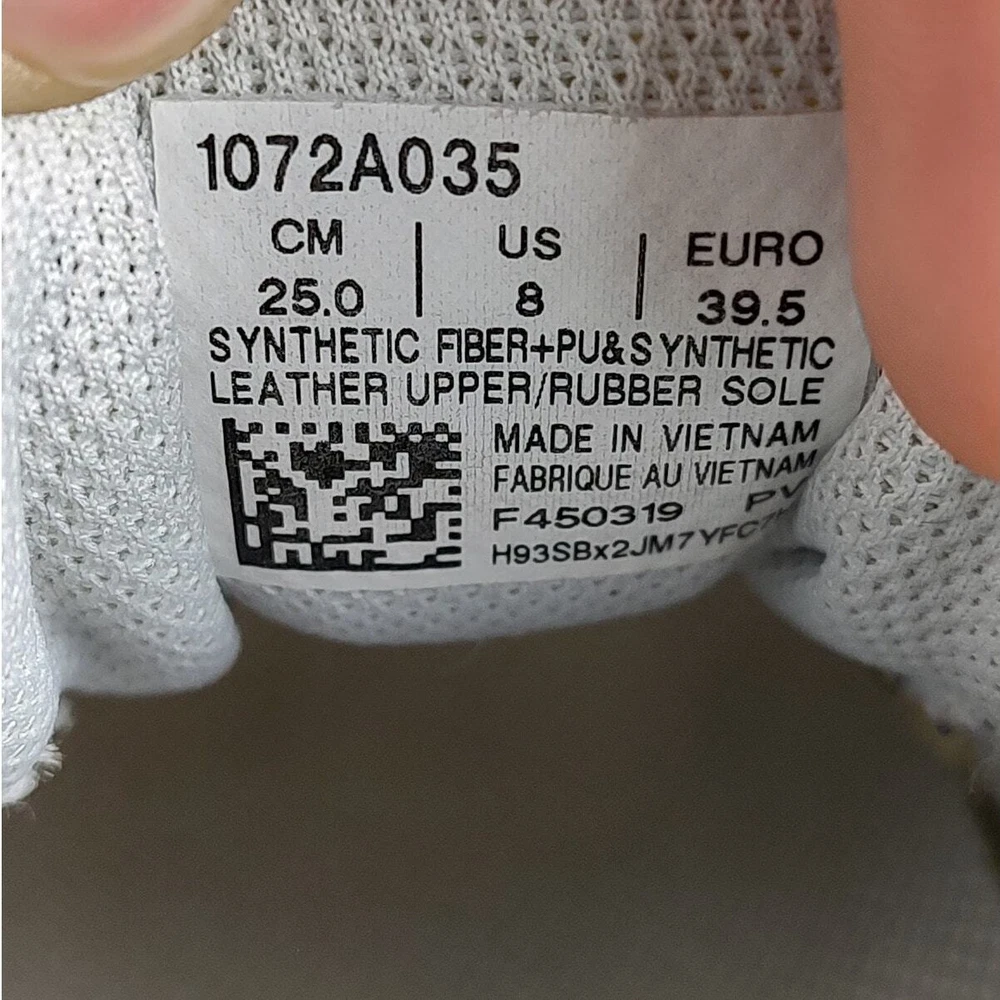 1072A035
CM | US | EURO
25.0 | 8 | 39.5
SYNTHETIC FIBER+PU&SYNTHETIC
LEATHER UPPER/RUBBER SOLE
MADE IN VIETNAM
FABRIQUE AU VIETNAM
F450319